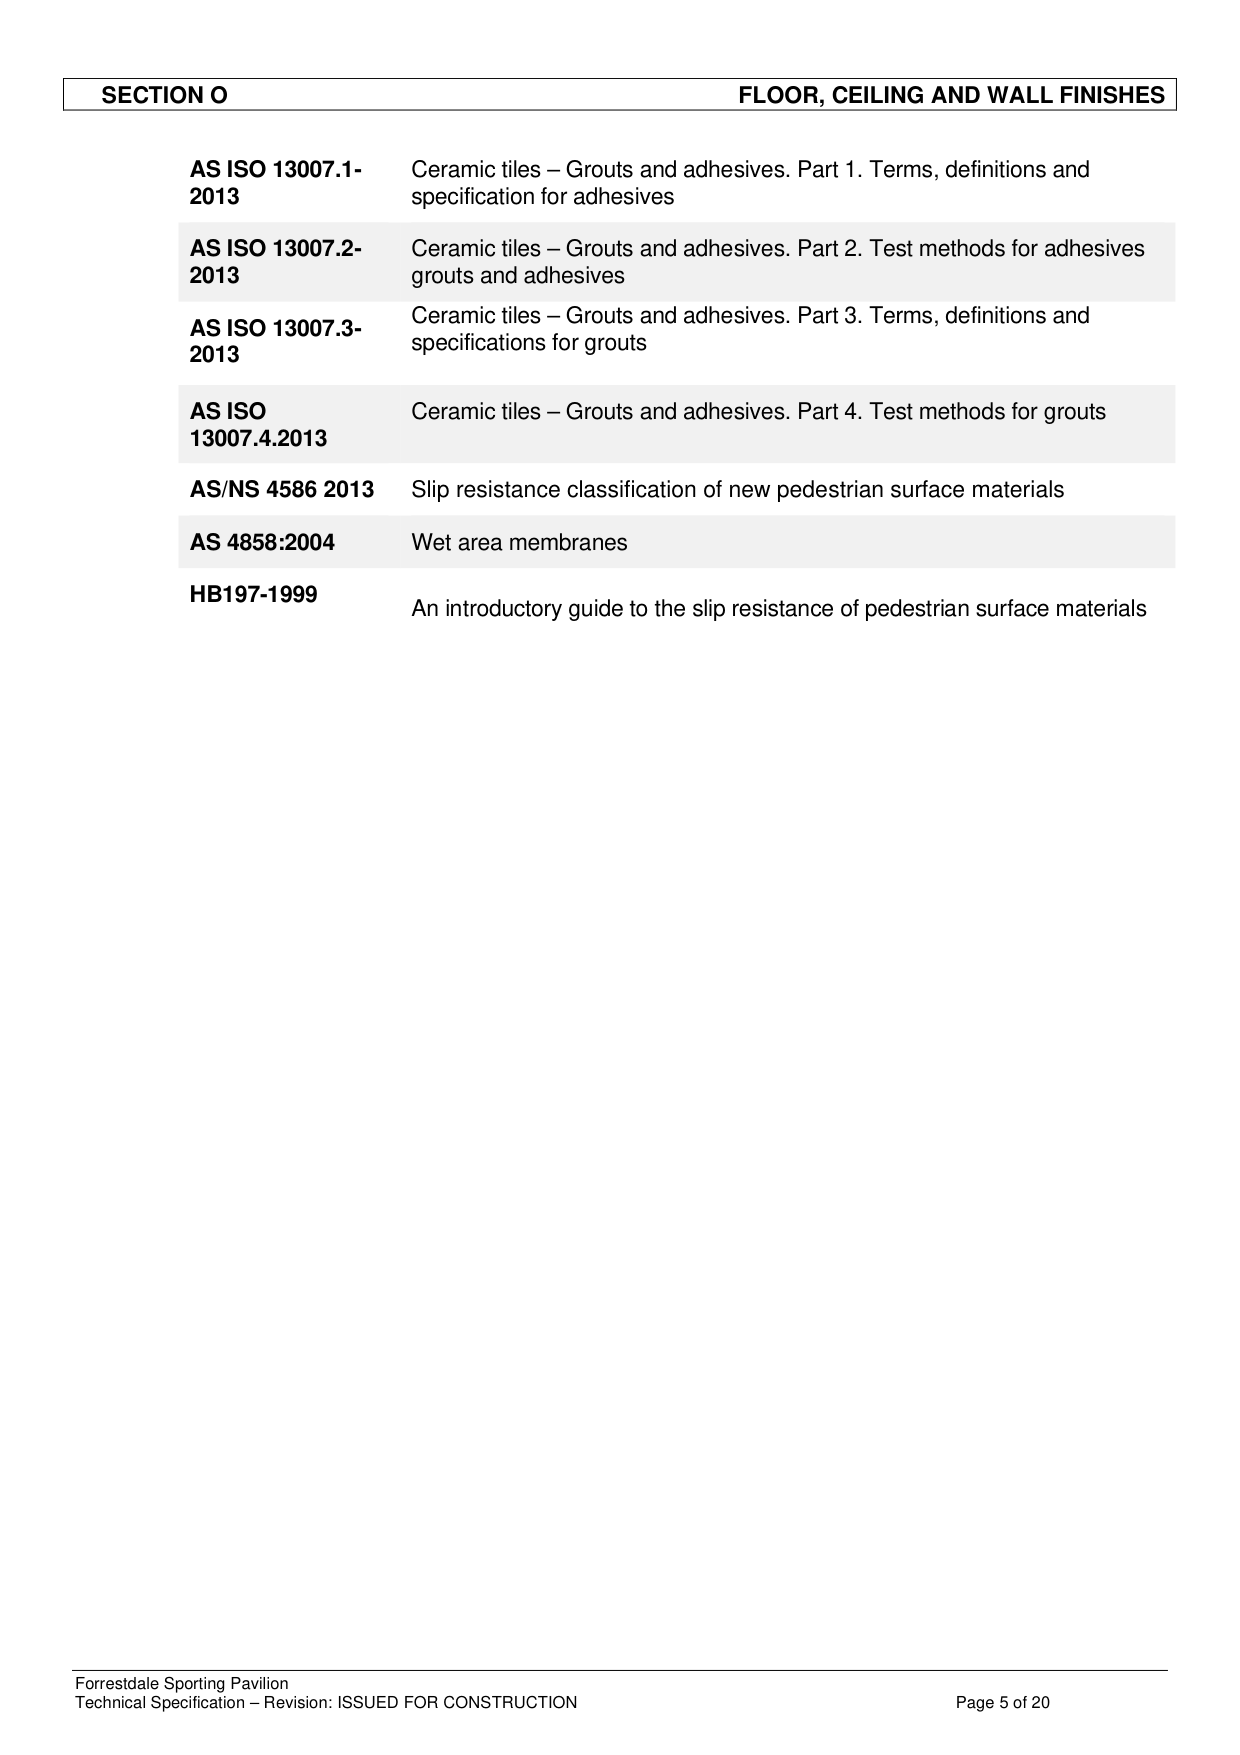 SECTION O FLOOR, CEILING AND WALL FINISHES
AS ISO 13007.1- Ceramic tiles – Grouts and adhesives. Part 1. Terms, definitions and
2013 specification for adhesives
AS ISO 13007.2- Ceramic tiles – Grouts and adhesives. Part 2. Test methods for adhesives
2013 grouts and adhesives
AS ISO 13007.3- Ceramic tiles – Grouts and adhesives. Part 3. Terms, definitions and
2013 specifications for grouts
AS ISO Ceramic tiles – Grouts and adhesives. Part 4. Test methods for grouts
13007.4.2013
AS/NS 4586 2013 Slip resistance classification of new pedestrian surface materials
AS 4858:2004 Wet area membranes
HB197-1999 An introductory guide to the slip resistance of pedestrian surface materials
Forrestdale Sporting Pavilion
Technical Specification – Revision: ISSUED FOR CONSTRUCTION Page 5 of 20